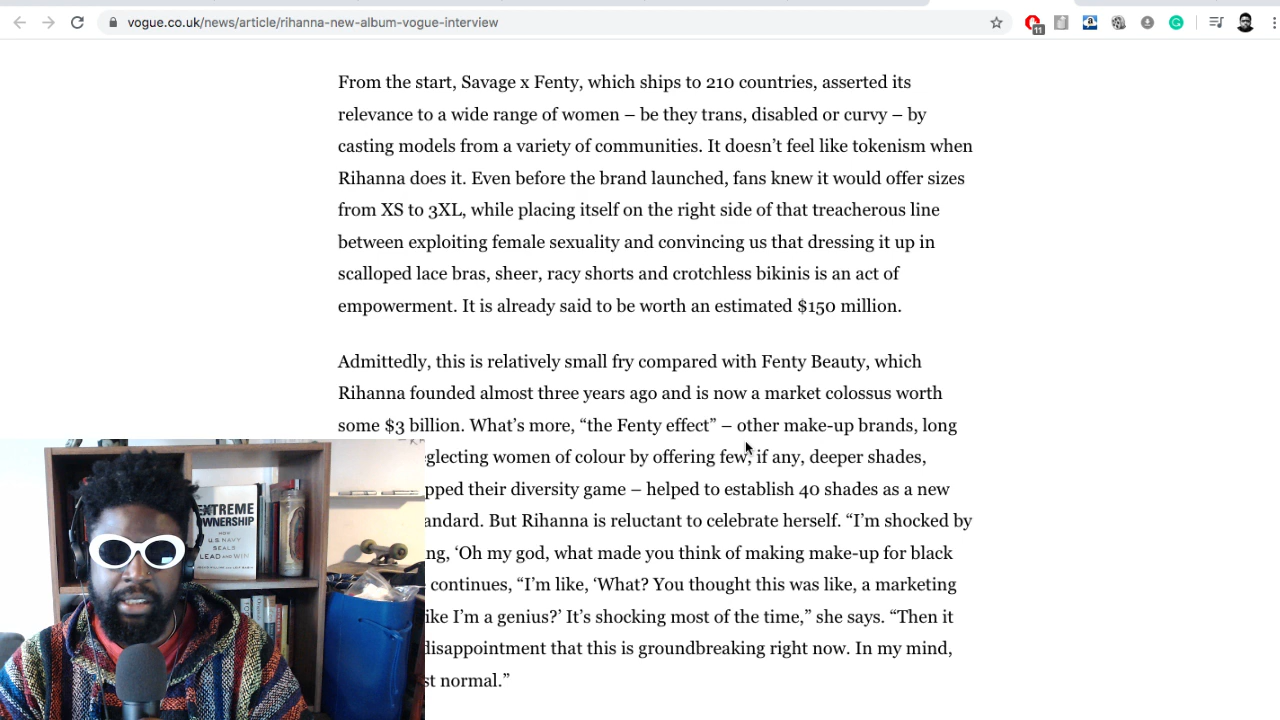 vogue.co.uk/news/article/rihanna-new-album-vogue-interview
11
From the start, Savage x Fenty, which ships to 210 countries, asserted its
relevance to a wide range of women – be they trans, disabled or curvy – by
casting models from a variety of communities. It doesn’t feel like tokenism when
Rihanna does it. Even before the brand launched, fans knew it would offer sizes
from XS to 3XL, while placing itself on the right side of that treacherous line
between exploiting female sexuality and convincing us that dressing it up in
scalloped lace bras, sheer, racy shorts and crotchless bikinis is an act of
empowerment. It is already said to be worth an estimated $150 million.
Admittedly, this is relatively small fry compared with Fenty Beauty, which
Rihanna founded almost three years ago and is now a market colossus worth
some $3 billion. What’s more, “the Fenty effect” – other make-up brands, long
glecting women of colour by offering few, if any, deeper shades,
pped their diversity game – helped to establish 40 shades as a new
andard. But Rihanna is reluctant to celebrate herself. “I’m shocked by
ng, ‘Oh my god, what made you think of making make-up for black
continues, “I’m like, ‘What? You thought this was like, a marketing
ike I’m a genius?’ It’s shocking most of the time,” she says. “Then it
disappointment that this is groundbreaking right now. In my mind,
st normal.”
EXTREME
OWNERSHIP
HOW
U.S. NAVY
SEALS
LEAD AND WIN